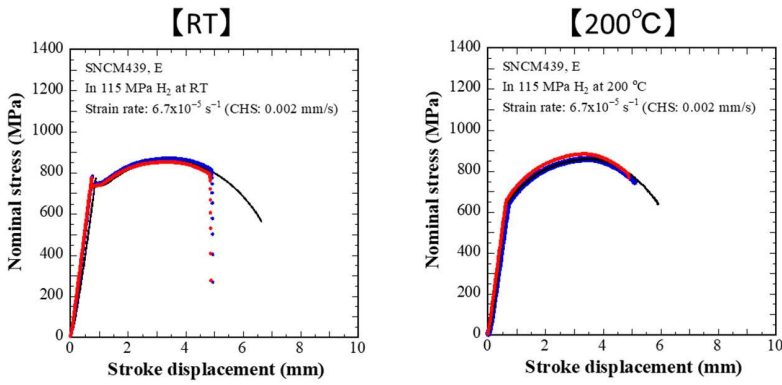 【RT】
1400
1200
1000
800
600
400
200
0
Nominal stress (MPa)
SNCM439, E
In 115 MPa H₂ at RT
Strain rate: 6.7x10⁻⁵ s⁻¹ (CHS: 0.002 mm/s)
0 2 4 6 8 10
Stroke displacement (mm)
【200℃】
1400
1200
1000
800
600
400
200
0
Nominal stress (MPa)
SNCM439, E
In 115 MPa H₂ at 200 °C
Strain rate: 6.7x10⁻⁵ s⁻¹ (CHS: 0.002 mm/s)
0 2 4 6 8 10
Stroke displacement (mm)